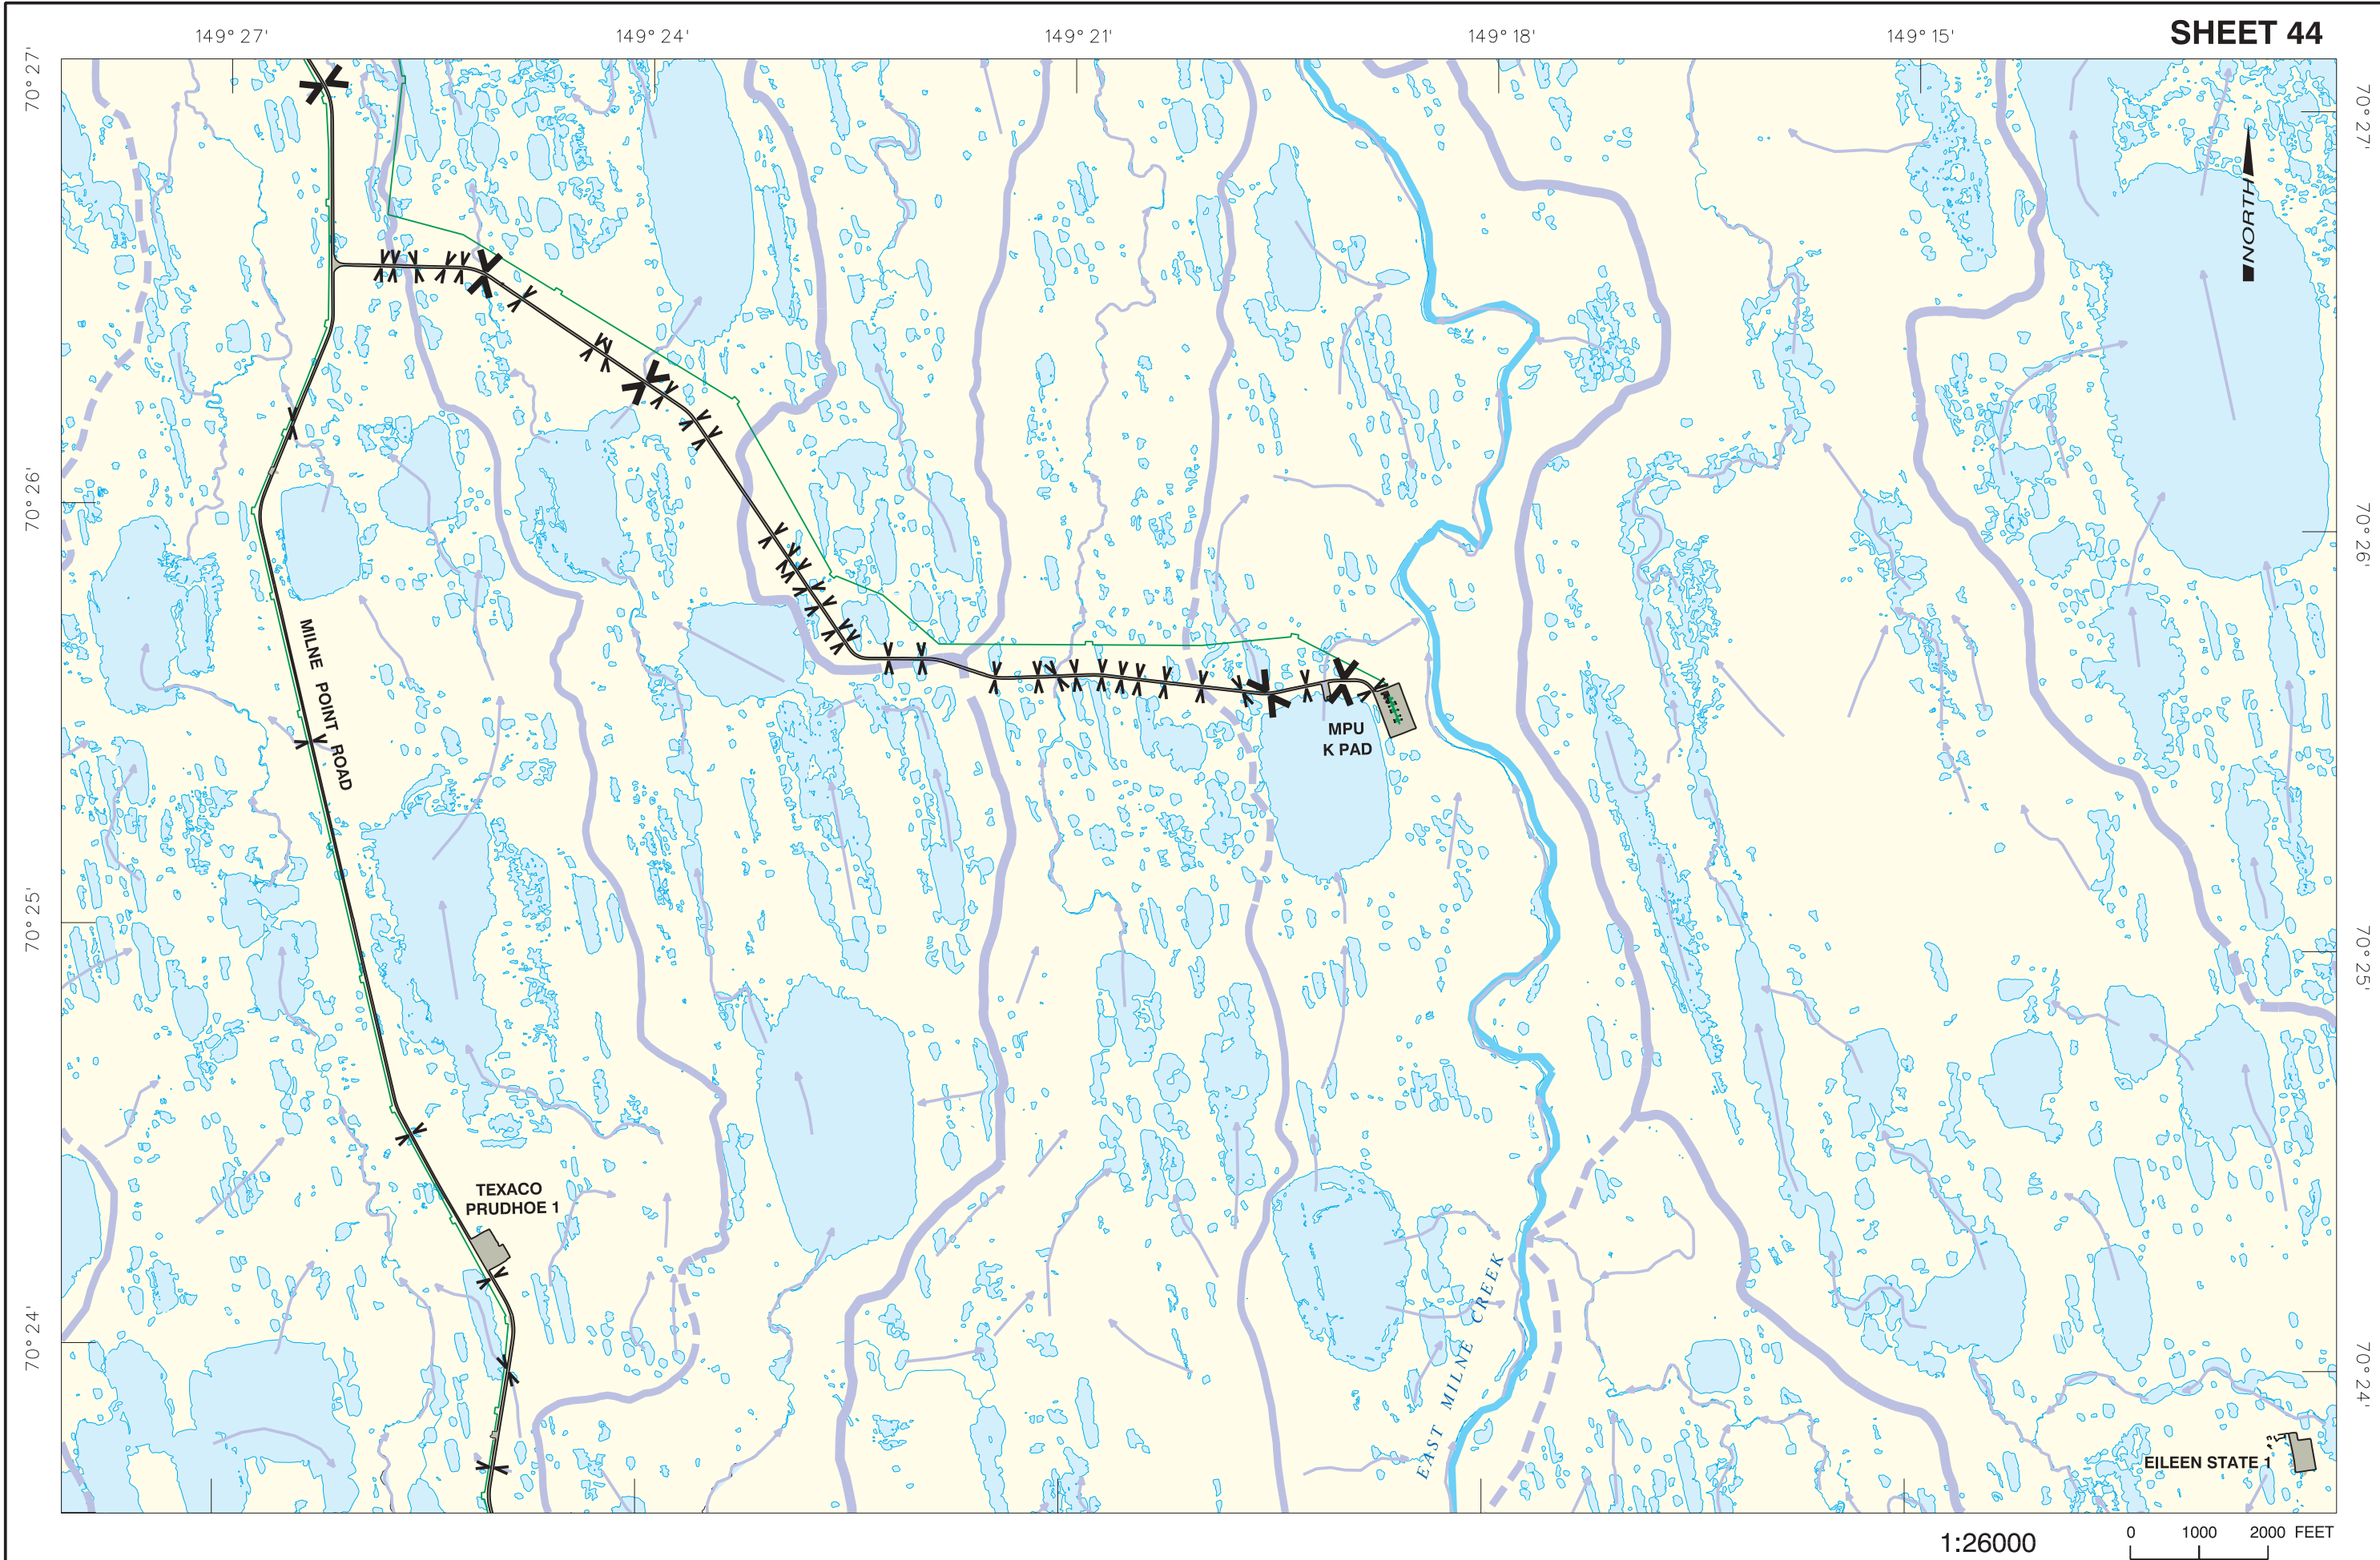 SHEET 44
149° 27'
149° 24'
149° 21'
149° 18'
149° 15'
70° 27'
70° 27'
NORTH
70° 26'
70° 26'
MILNE POINT ROAD
MPU
K PAD
70° 25'
70° 25'
TEXACO
PRUDHOE 1
EAST MILNE CREEK
70° 24'
70° 24'
EILEEN STATE 1
1:26000
0 1000 2000 FEET